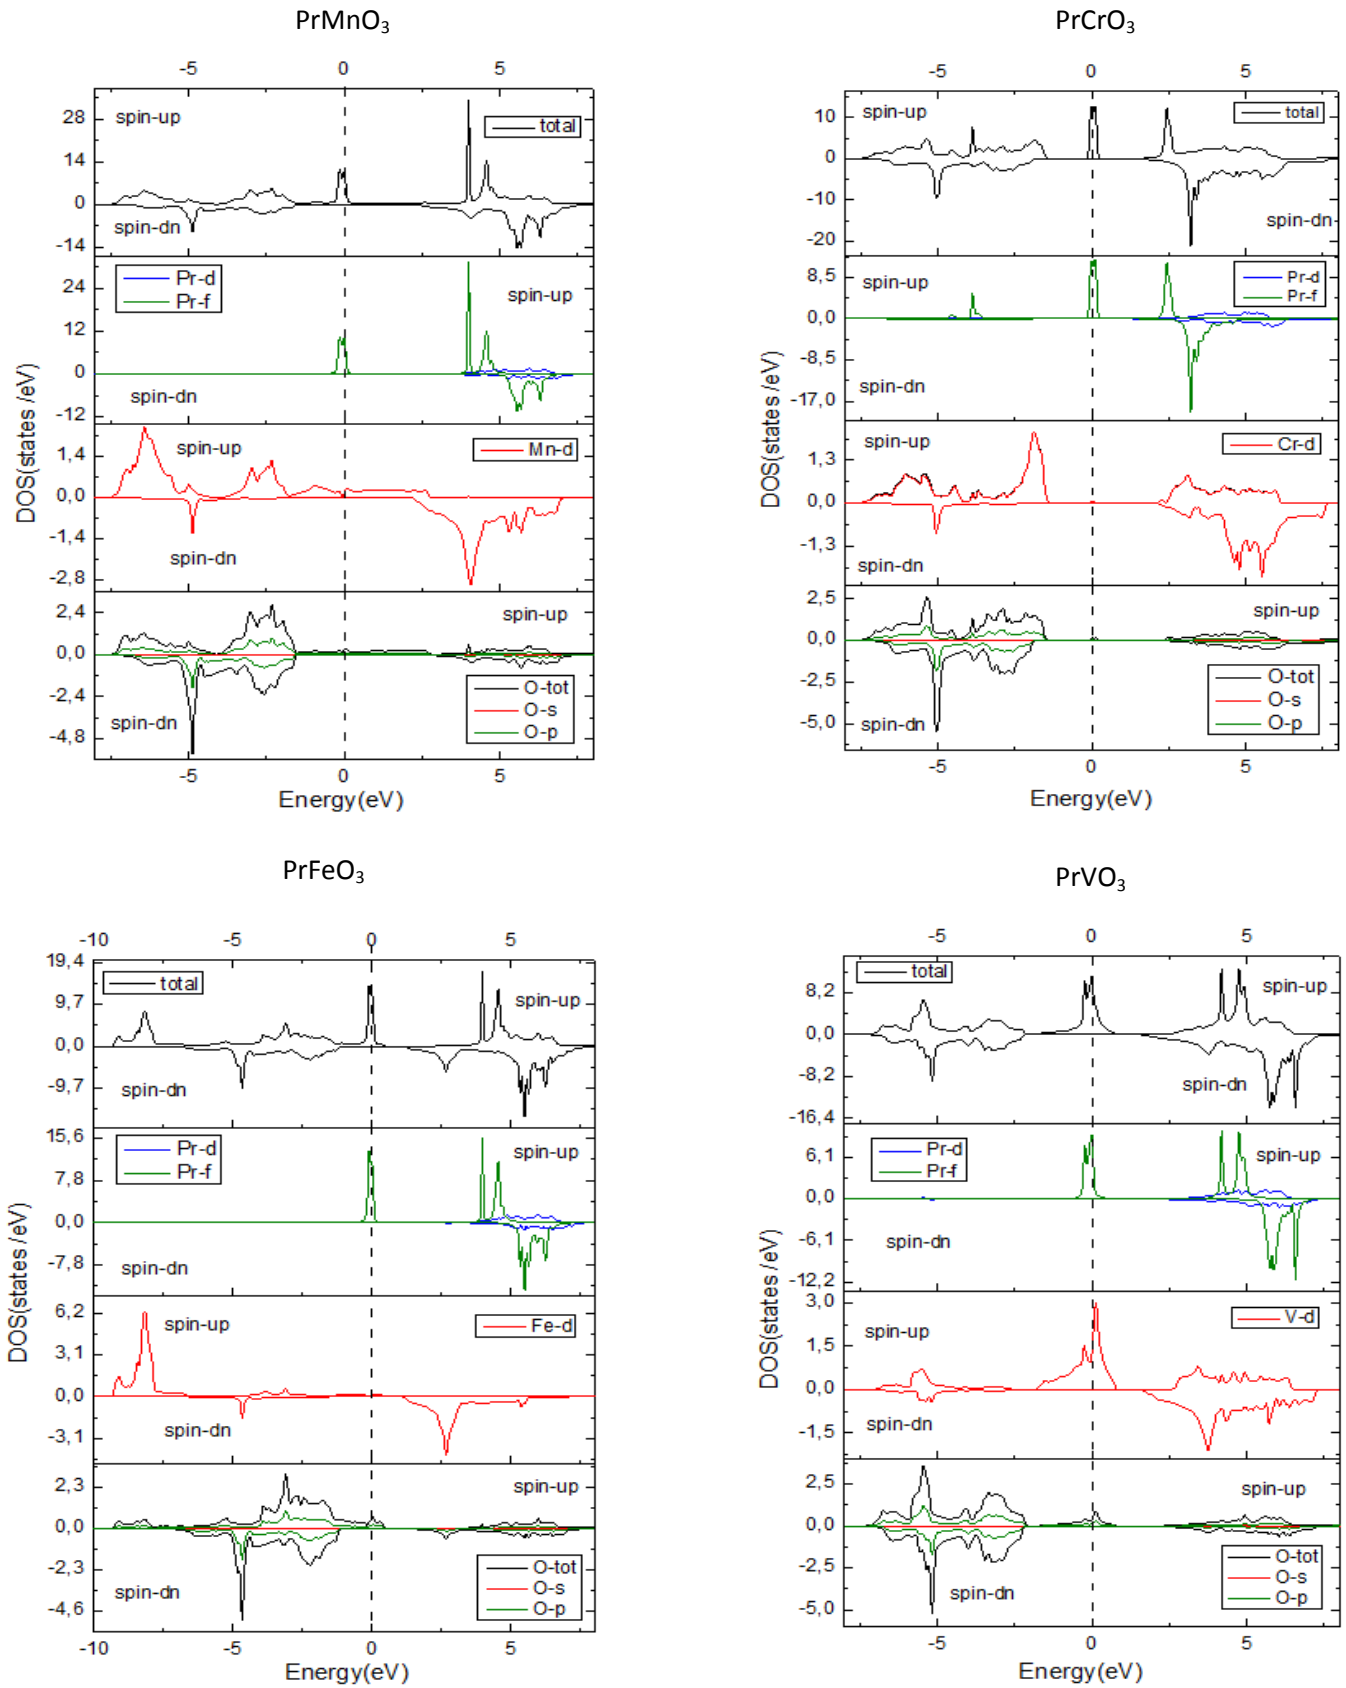 PrMnO₃
-5 0 5
spin-up
total
28
14
0
spin-dn
-14
Pr-d
Pr-f
spin-up
24
12
0
spin-dn
-12
spin-up
Mn-d
1,4
0,0
-1,4
spin-dn
-2,8
2,4
spin-up
0,0
-2,4
O-tot
O-s
O-p
spin-dn
-4,8
DOS(states /eV)
-5 0 5
Energy(eV)
PrCrO₃
-5 0 5
spin-up
total
10
0
-10
spin-dn
-20
spin-up
Pr-d
Pr-f
8,5
0,0
-8,5
spin-dn
-17,0
spin-up
Cr-d
1,3
0,0
-1,3
spin-dn
2,5
spin-up
0,0
-2,5
O-tot
O-s
O-p
-5,0
spin-dn
DOS(states /eV)
-5 0 5
Energy(eV)
PrFeO₃
-10 -5 0 5
19,4
total
spin-up
9,7
0,0
-9,7
spin-dn
15,6
Pr-d
Pr-f
spin-up
7,8
0,0
-7,8
spin-dn
6,2
spin-up
Fe-d
3,1
0,0
-3,1
spin-dn
2,3
spin-up
0,0
-2,3
O-tot
O-s
O-p
spin-dn
-4,6
DOS(states /eV)
-10 -5 0 5
Energy(eV)
PrVO₃
-5 0 5
total
8,2
spin-up
0,0
-8,2
spin-dn
-16,4
Pr-d
Pr-f
6,1
spin-up
0,0
-6,1
spin-dn
-12,2
3,0
V-d
spin-up
1,5
0,0
-1,5
spin-dn
2,5
spin-up
0,0
-2,5
O-tot
O-s
O-p
spin-dn
-5,0
DOS(states /eV)
-5 0 5
Energy(eV)